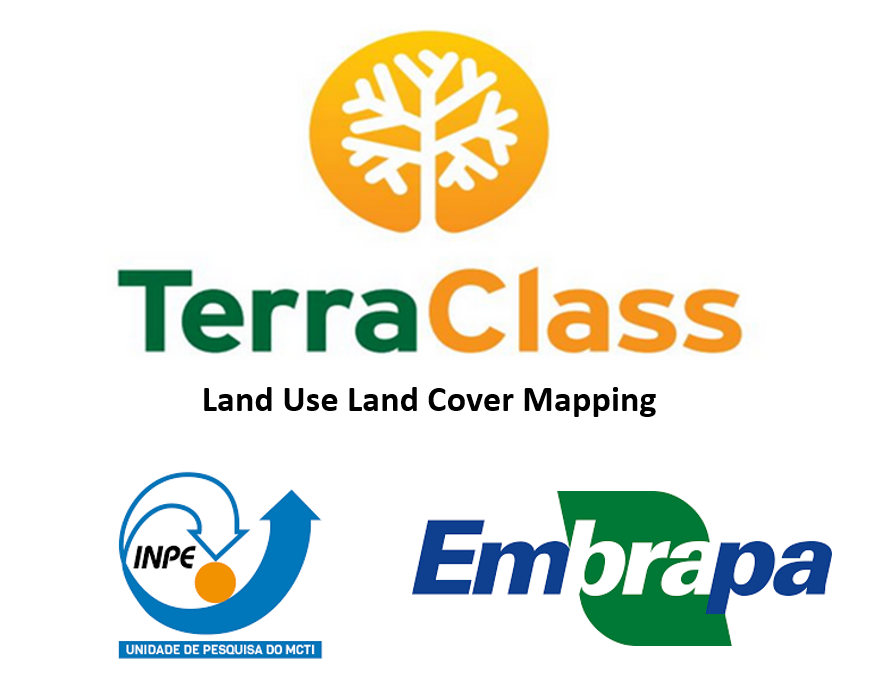 TerraClass
Land Use Land Cover Mapping
INPE
Embrapa
UNIDADE DE PESQUISA DO MCTI